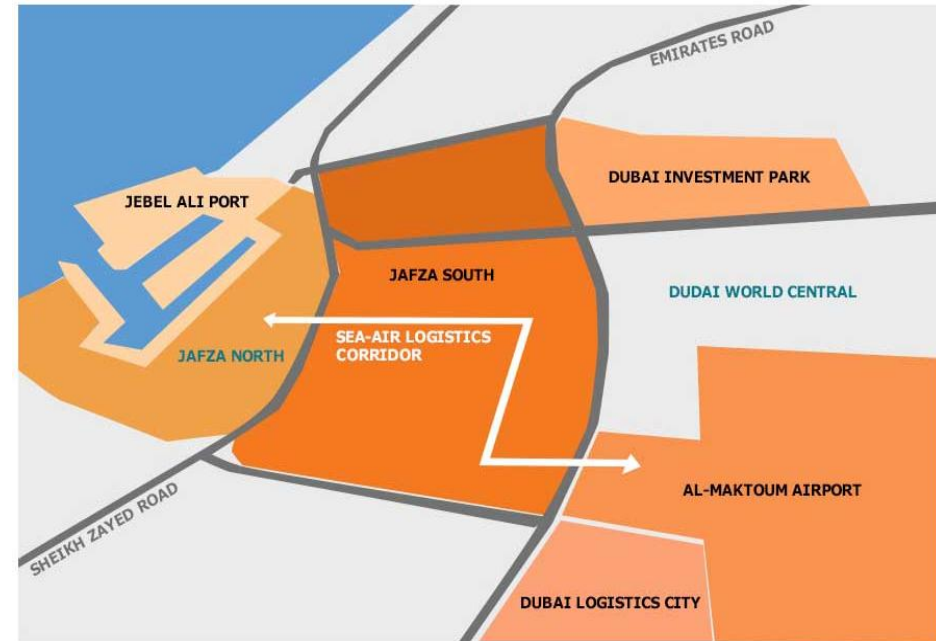 EMIRATES ROAD
DUBAI INVESTMENT PARK
JEBEL ALI PORT
JAFZA SOUTH
DUDAI WORLD CENTRAL
SEA-AIR LOGISTICS
CORRIDOR
JAFZA NORTH
AL-MAKTOUM AIRPORT
SHEIKH ZAYED ROAD
DUBAI LOGISTICS CITY